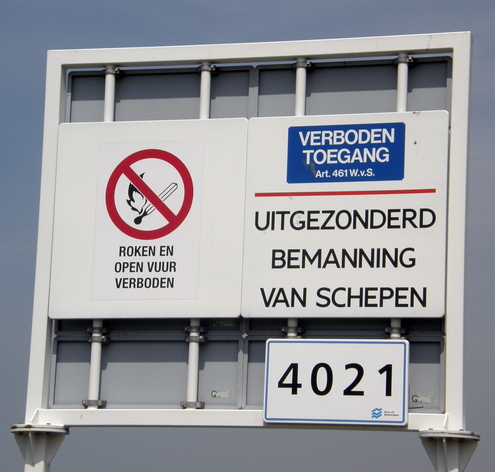 ROKEN EN
OPEN VUUR
VERBODEN
VERBODEN
TOEGANG
Art. 461 W.v.S.
UITGEZONDERD
BEMANNING
VAN SCHEPEN
4021